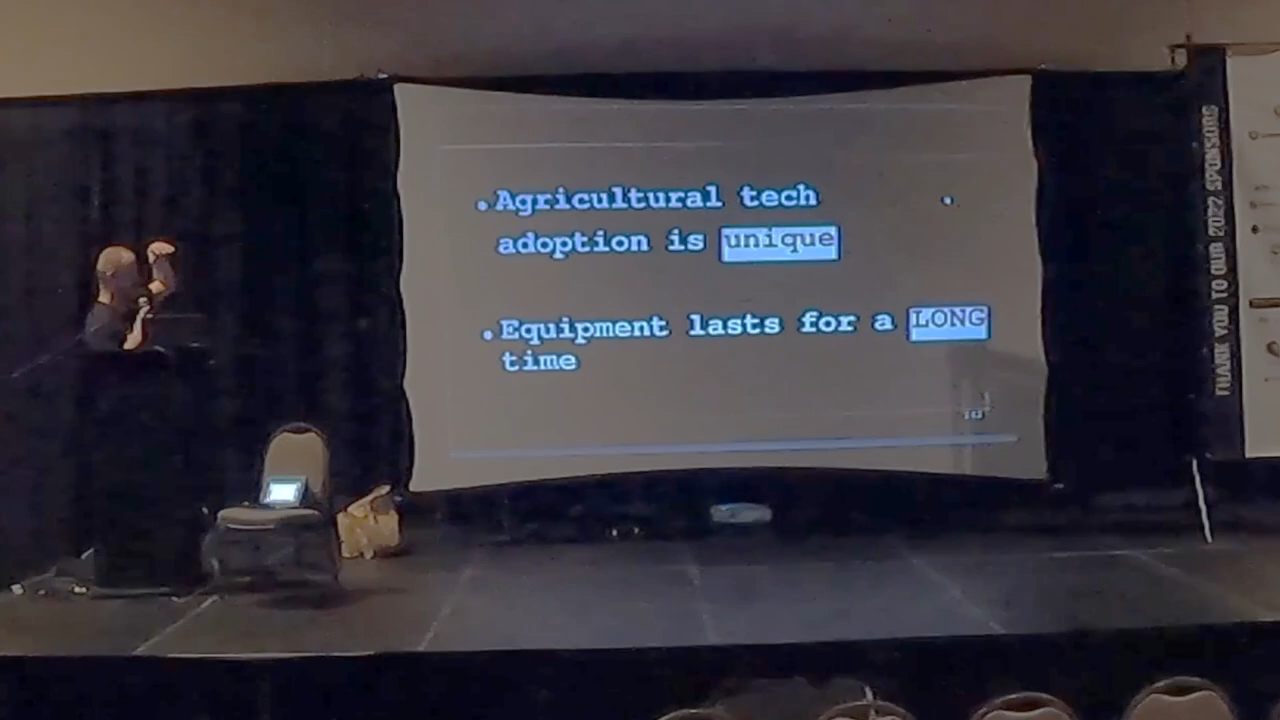 •Agricultural tech
adoption is unique
•Equipment lasts for a LONG
time
THANK YOU TO OUR 2022 SPONSORS